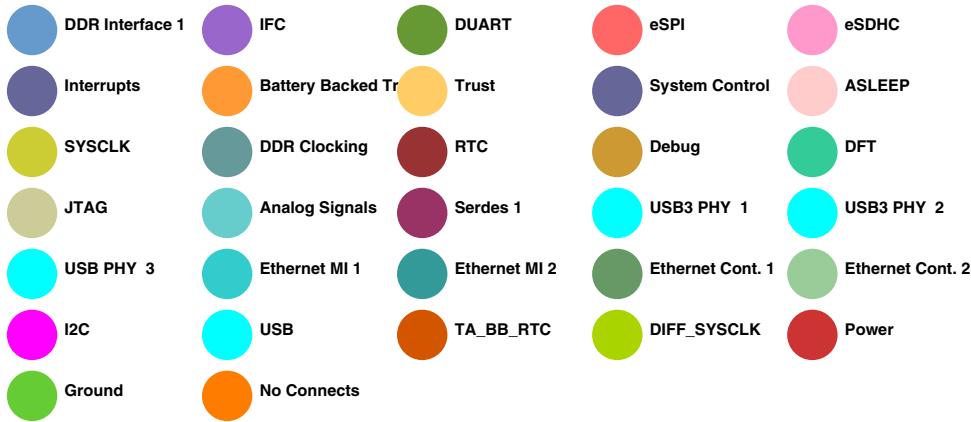 DDR Interface 1 IFC DUART eSPI eSDHC
Interrupts Battery Backed Tr Trust System Control ASLEEP
SYSCLK DDR Clocking RTC Debug DFT
JTAG Analog Signals Serdes 1 USB3 PHY 1 USB3 PHY 2
USB PHY 3 Ethernet MI 1 Ethernet MI 2 Ethernet Cont. 1 Ethernet Cont. 2
I2C USB TA_BB_RTC DIFF_SYSCLK Power
Ground No Connects